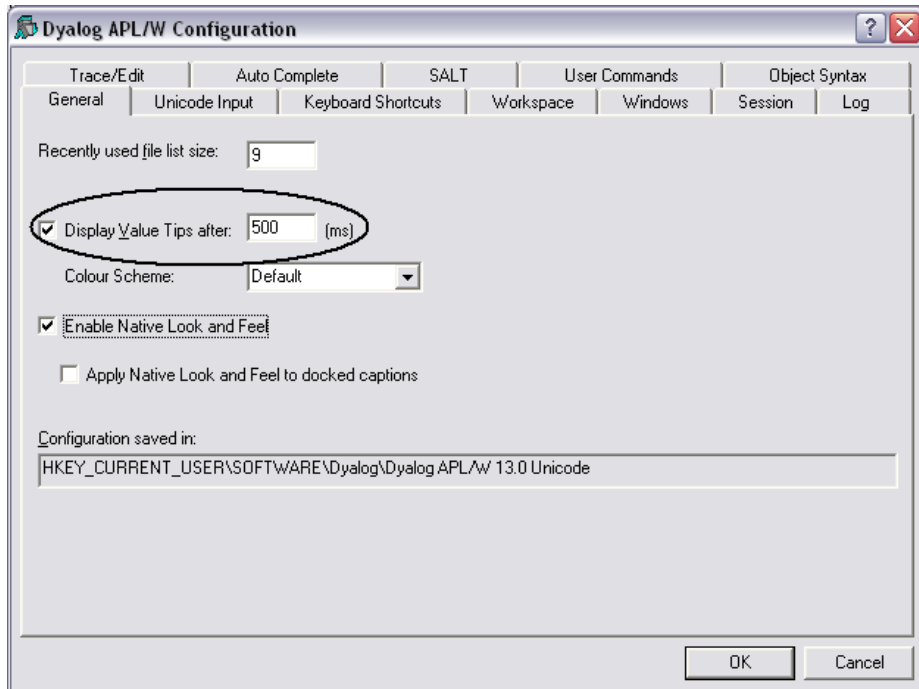 Dyalog APL/W Configuration
Trace/Edit Auto Complete SALT User Commands Object Syntax
General Unicode Input Keyboard Shortcuts Workspace Windows Session Log
Recently used file list size: 9
Display Value Tips after: 500 (ms)
Colour Scheme: Default
Enable Native Look and Feel
Apply Native Look and Feel to docked captions
Configuration saved in:
HKEY_CURRENT_USER\SOFTWARE\Dyalog\Dyalog APL/W 13.0 Unicode
OK Cancel